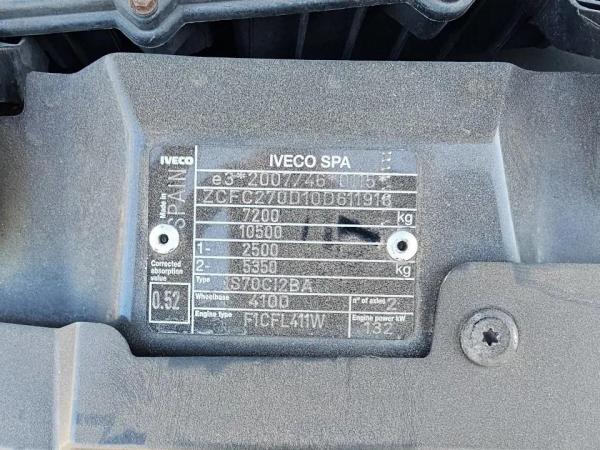 IVECO IVECO SPA
e3*2007/46*
ZCFC270D10D611916
7200 kg
10500
1- 2500
2- 5350 kg
Made in SPAIN
Corrected absorption value
0.52
Type IS70CI2BA
Wheelbase 4100 n° of axles 2
Engine type F1CFL411W Engine power kW 132